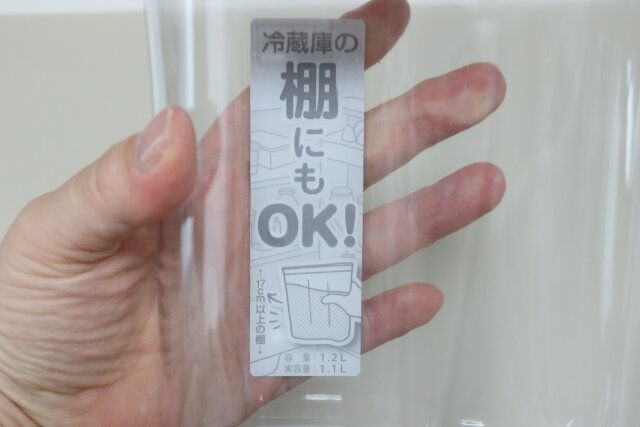 冷蔵庫の
棚
にも
OK!
↑17cm以上の棚↓
容 量：1.2L
実容量：1.1L